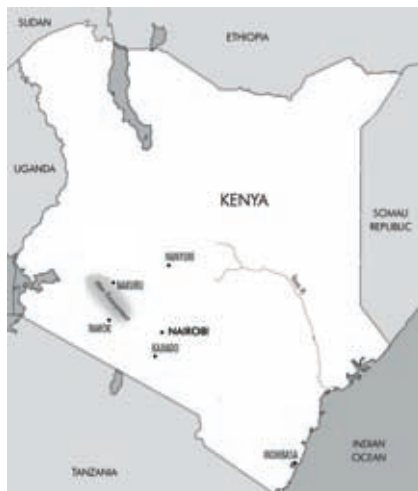 SUDAN
ETHIOPIA
UGANDA
KENYA
SOMALI
REPUBLIC
NANYUKI
NAKURU
NAROK
NAIROBI
KAJIADO
MOMBASA
INDIAN
OCEAN
TANZANIA